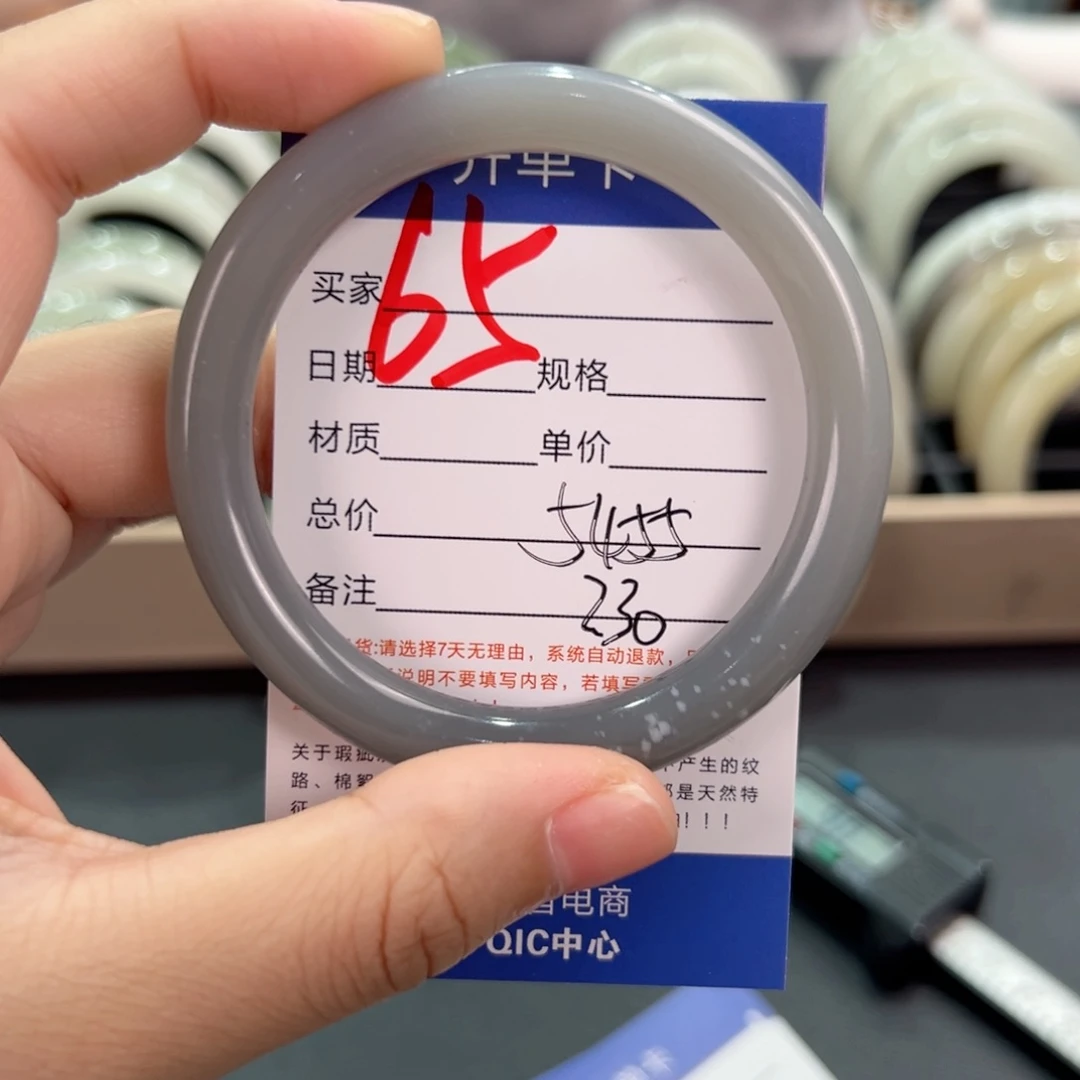 开单卡
65
买家
日期 规格
材质 单价
总价 5455
备注 230
货:请选择7天无理由，系统自动退款，
说明不要填写内容，若填写
关于瑕疵
产生的纹
路、棉絮 都是天然特
征 ！！！
电商
QIC中心